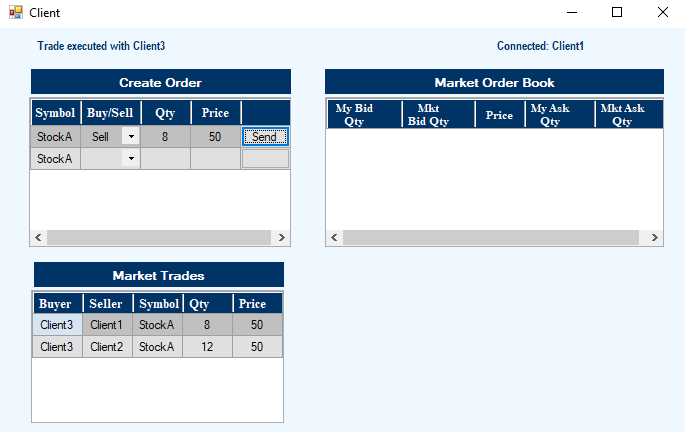 Client
Trade executed with Client3
Connected: Client1
Create Order
Symbol Buy/Sell Qty Price
StockA Sell 8 50 Send
StockA
Market Order Book
My Bid Qty Mkt Bid Qty Price My Ask Qty Mkt Ask Qty
Market Trades
Buyer Seller Symbol Qty Price
Client3 Client1 StockA 8 50
Client3 Client2 StockA 12 50